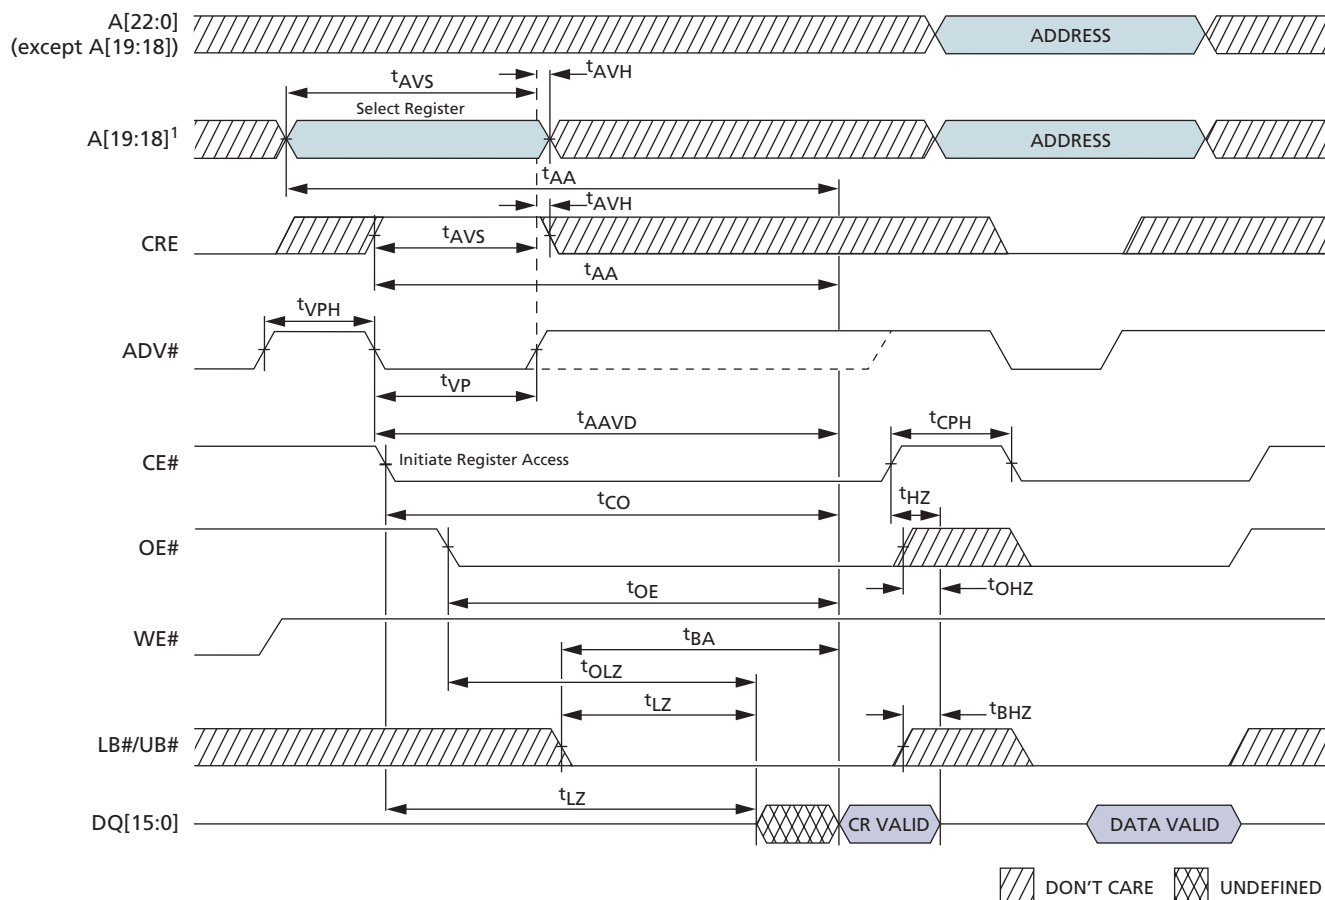 A[22:0]
(except A[19:18])
ADDRESS
tAVS
tAVH
Select Register
A[19:18]1
ADDRESS
tAA
tAVH
CRE
tAVS
tAA
tVPH
ADV#
tVP
tAAVD
tCPH
CE#
Initiate Register Access
tCO
tHZ
OE#
tOE
tOHZ
WE#
tBA
tOLZ
tLZ
tBHZ
LB#/UB#
tLZ
DQ[15:0]
CR VALID
DATA VALID
DON'T CARE
UNDEFINED